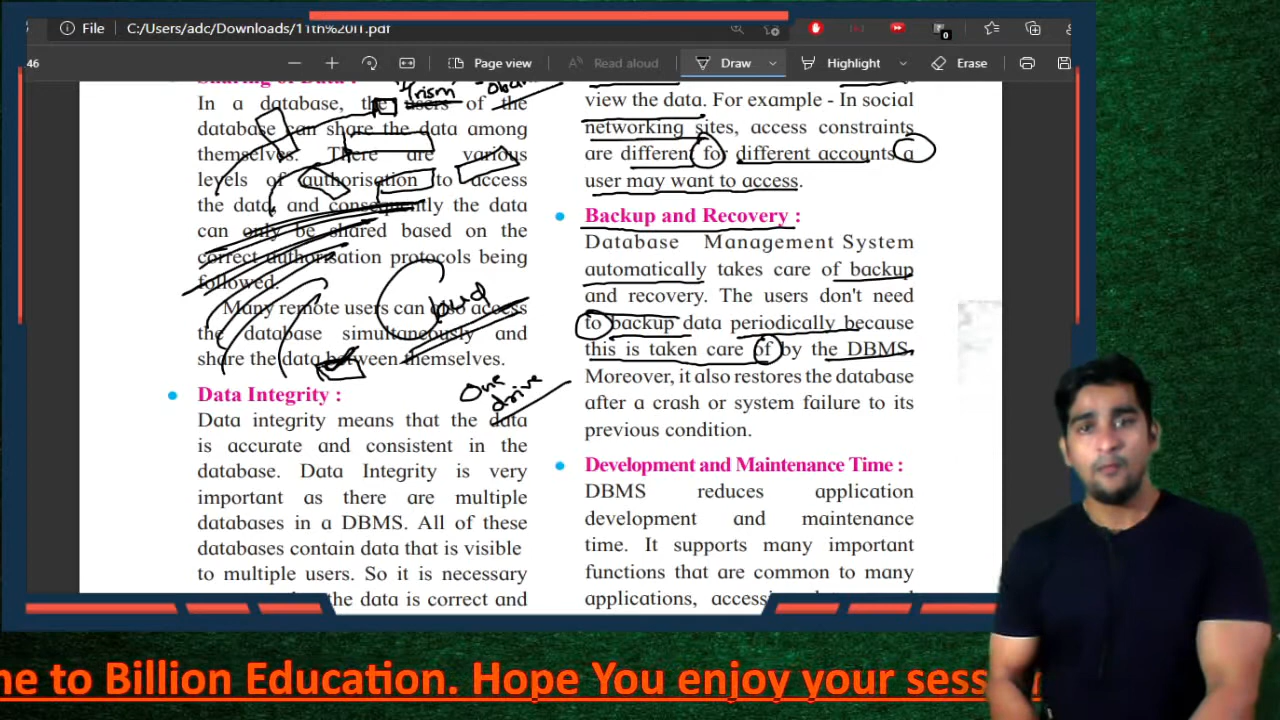 File C:/Users/adc/Downloads/11th%20IT.pdf
46
Page view
Read aloud
Draw
Highlight
Erase
0
Sharing of Data :
In a database, the users of the
database can share the data among
themselves. There are various
levels of authorisation to access
the data, and consequently the data
can only be shared based on the
correct authorisation protocols being
followed.
Many remote users can also access
the database simultaneously and
share the data between themselves.
One
drive
Data Integrity :
Data integrity means that the data
is accurate and consistent in the
database. Data Integrity is very
important as there are multiple
databases in a DBMS. All of these
databases contain data that is visible
to multiple users. So it is necessary
the data is correct and
view the data. For example - In social
networking sites, access constraints
are different for different accounts a
user may want to access.
Backup and Recovery :
Database Management System
automatically takes care of backup
and recovery. The users don't need
to backup data periodically because
this is taken care of by the DBMS.
Moreover, it also restores the database
after a crash or system failure to its
previous condition.
Development and Maintenance Time :
DBMS reduces application
development and maintenance
time. It supports many important
functions that are common to many
applications,
me to Billion Education. Hope You enjoy your sess